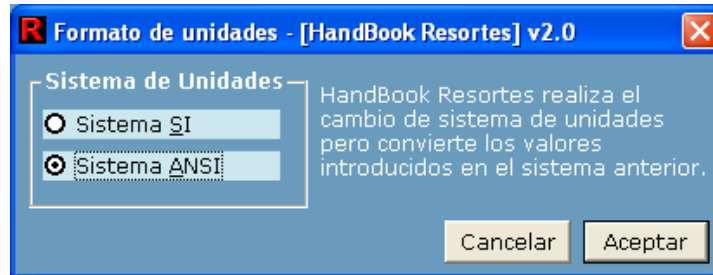 R Formato de unidades - [HandBook Resortes] v2.0
Sistema de Unidades
Sistema SI
Sistema ANSI
HandBook Resortes realiza el
cambio de sistema de unidades
pero convierte los valores
introducidos en el sistema anterior.
Cancelar Aceptar